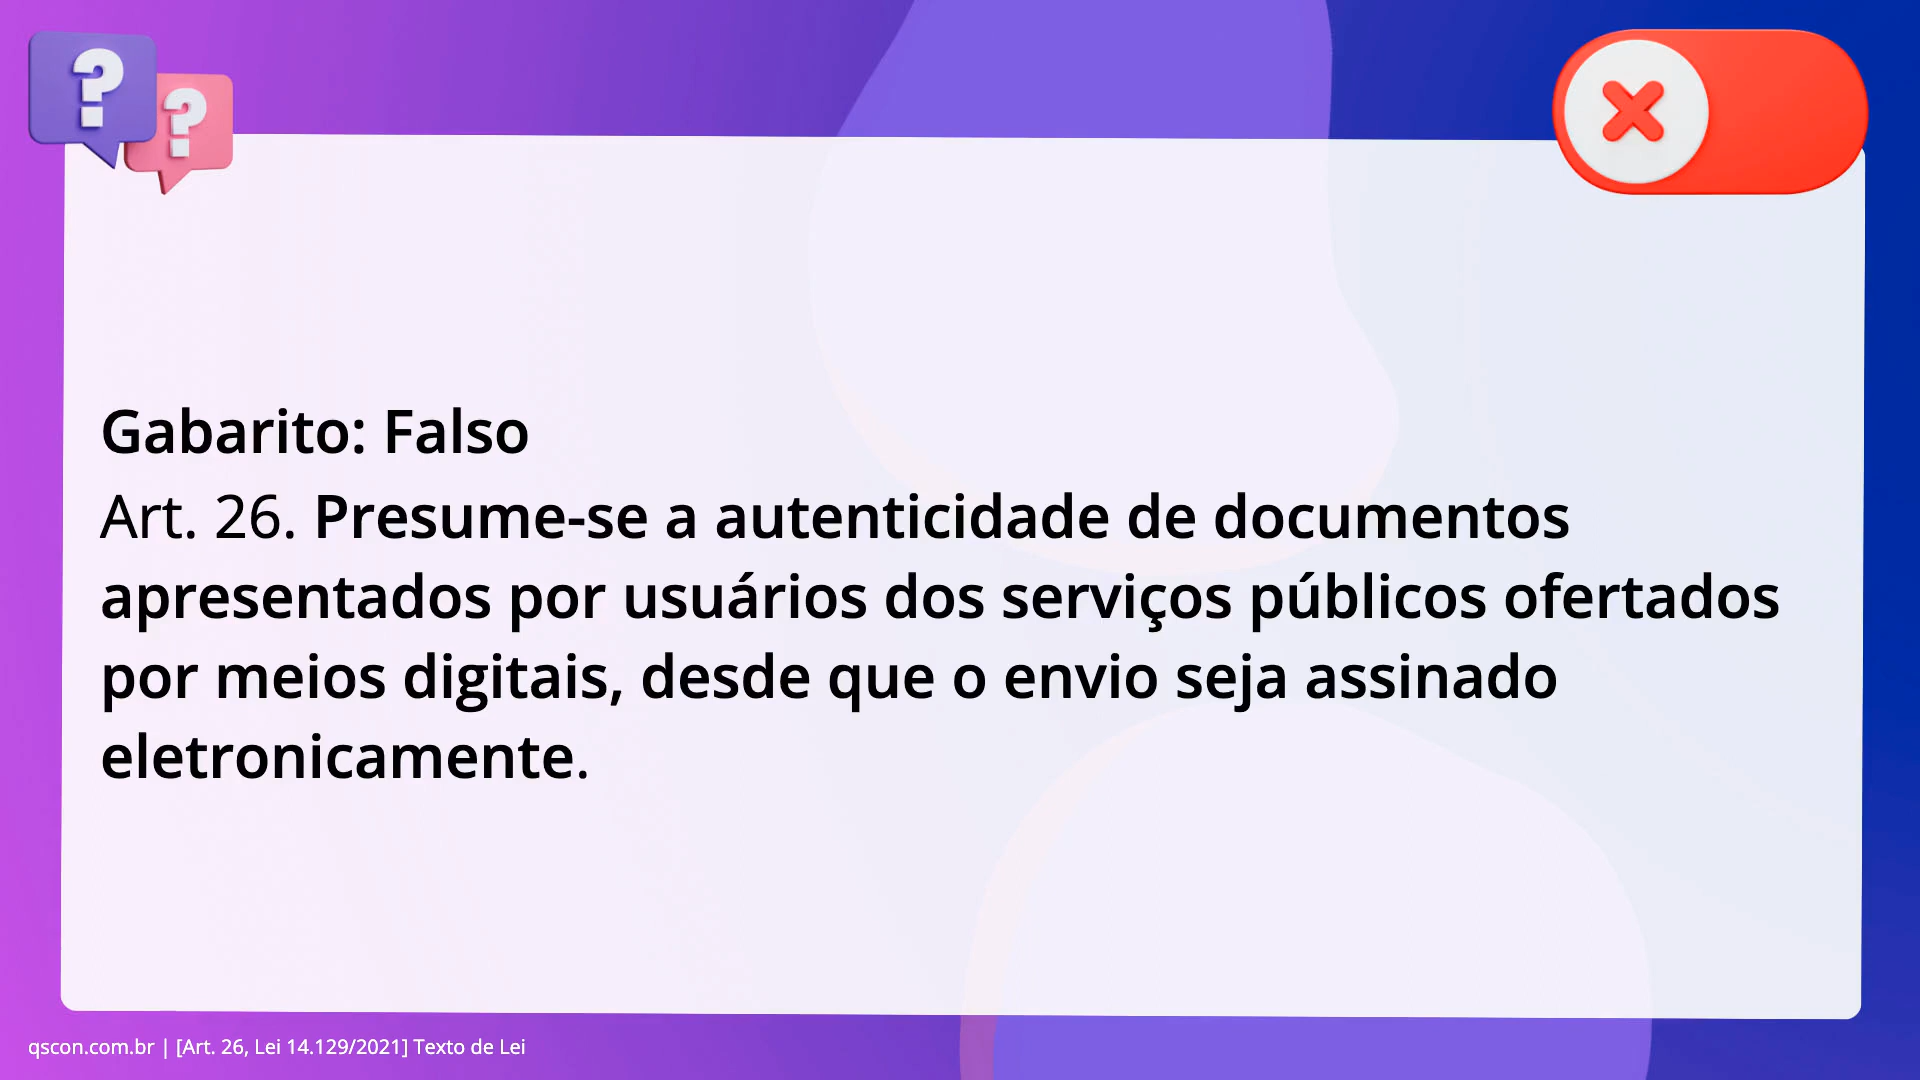 ?
?
Gabarito: Falso
Art. 26. Presume-se a autenticidade de documentos
apresentados por usuários dos serviços públicos ofertados
por meios digitais, desde que o envio seja assinado
eletronicamente.
qscon.com.br | [Art. 26, Lei 14.129/2021] Texto de Lei